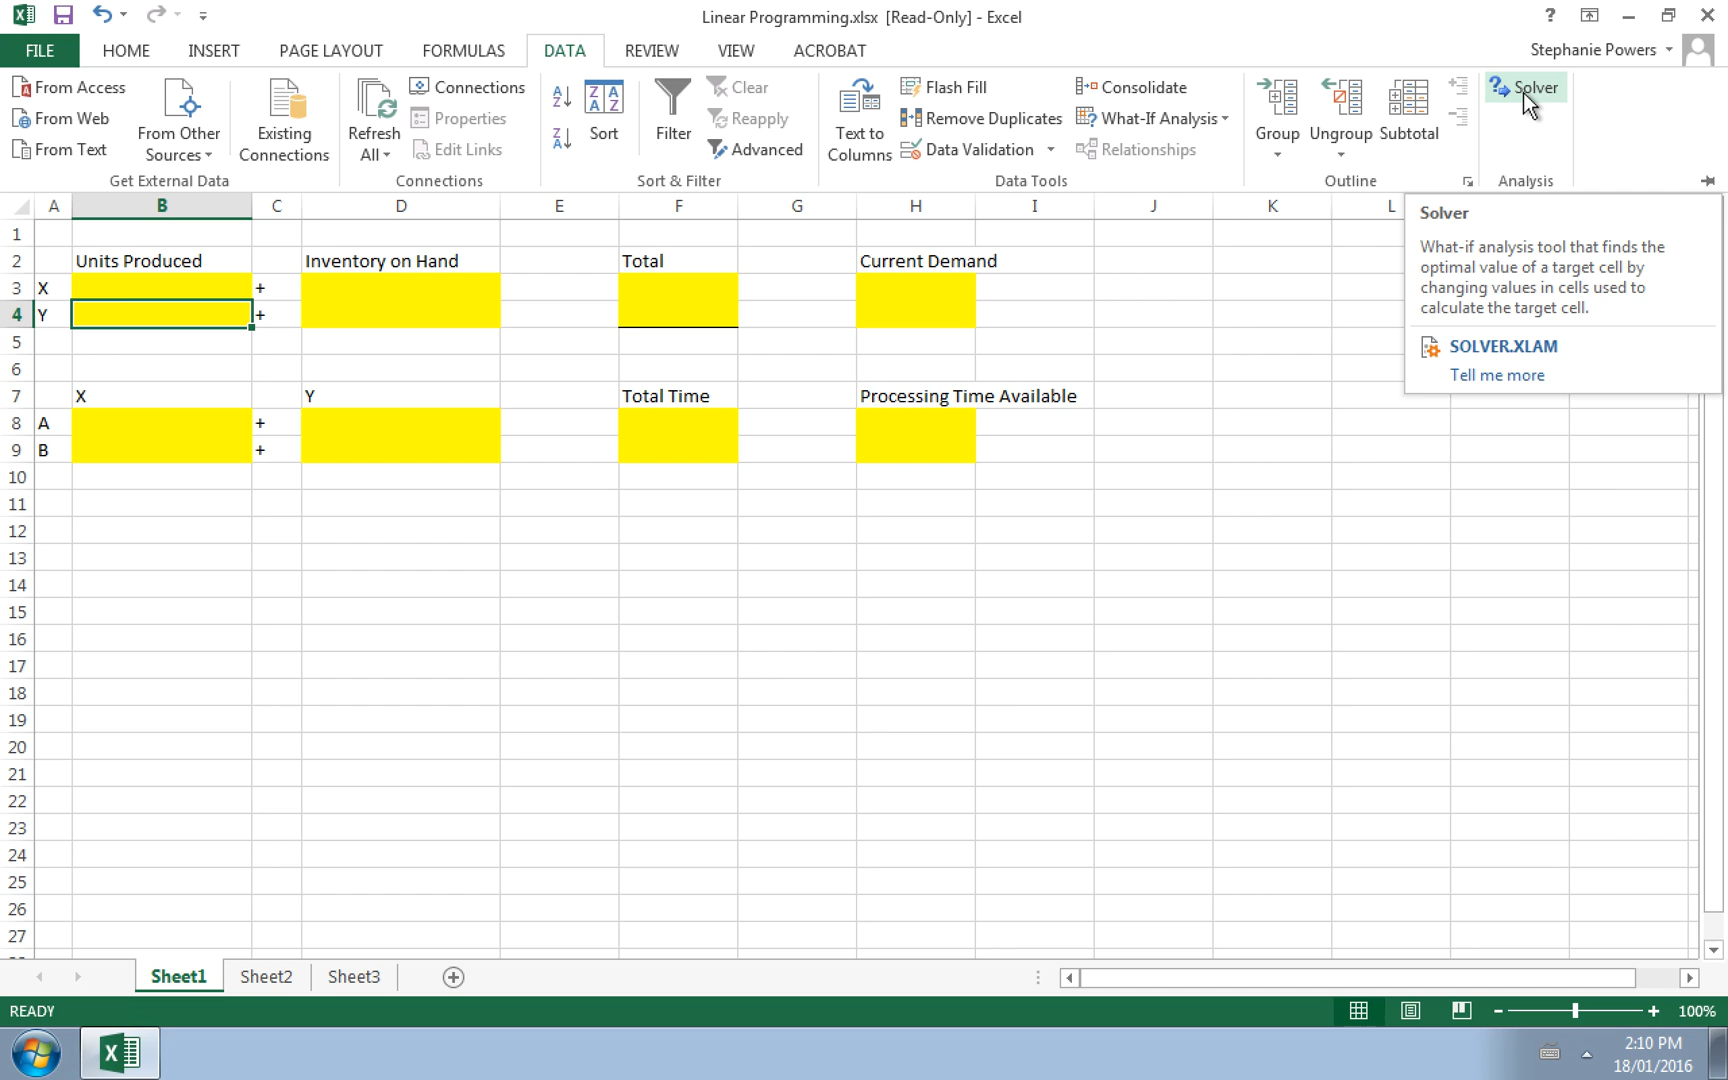 Linear Programming.xlsx [Read-Only] - Excel
?
FILE HOME INSERT PAGE LAYOUT FORMULAS DATA REVIEW VIEW ACROBAT Stephanie Powers
From Access
From Web
From Text
From Other
Sources
Existing
Connections
Get External Data
Refresh
All
Connections
Properties
Edit Links
Connections
Sort
Filter
Clear
Reapply
Advanced
Sort & Filter
Text to
Columns
Flash Fill
Remove Duplicates
Data Validation
Consolidate
What-If Analysis
Relationships
Data Tools
Group
Ungroup
Subtotal
Outline
Solver
Analysis
A B C D E F G H I J K L
1
2 Units Produced Inventory on Hand Total Current Demand
3 X +
4 Y +
5
6
7 X Y Total Time Processing Time Available
8 A +
9 B +
10
11
12
13
14
15
16
17
18
19
20
21
22
23
24
25
26
27
Solver
What-if analysis tool that finds the
optimal value of a target cell by
changing values in cells used to
calculate the target cell.
SOLVER.XLAM
Tell me more
Sheet1 Sheet2 Sheet3
READY
100%
2:10 PM
18/01/2016